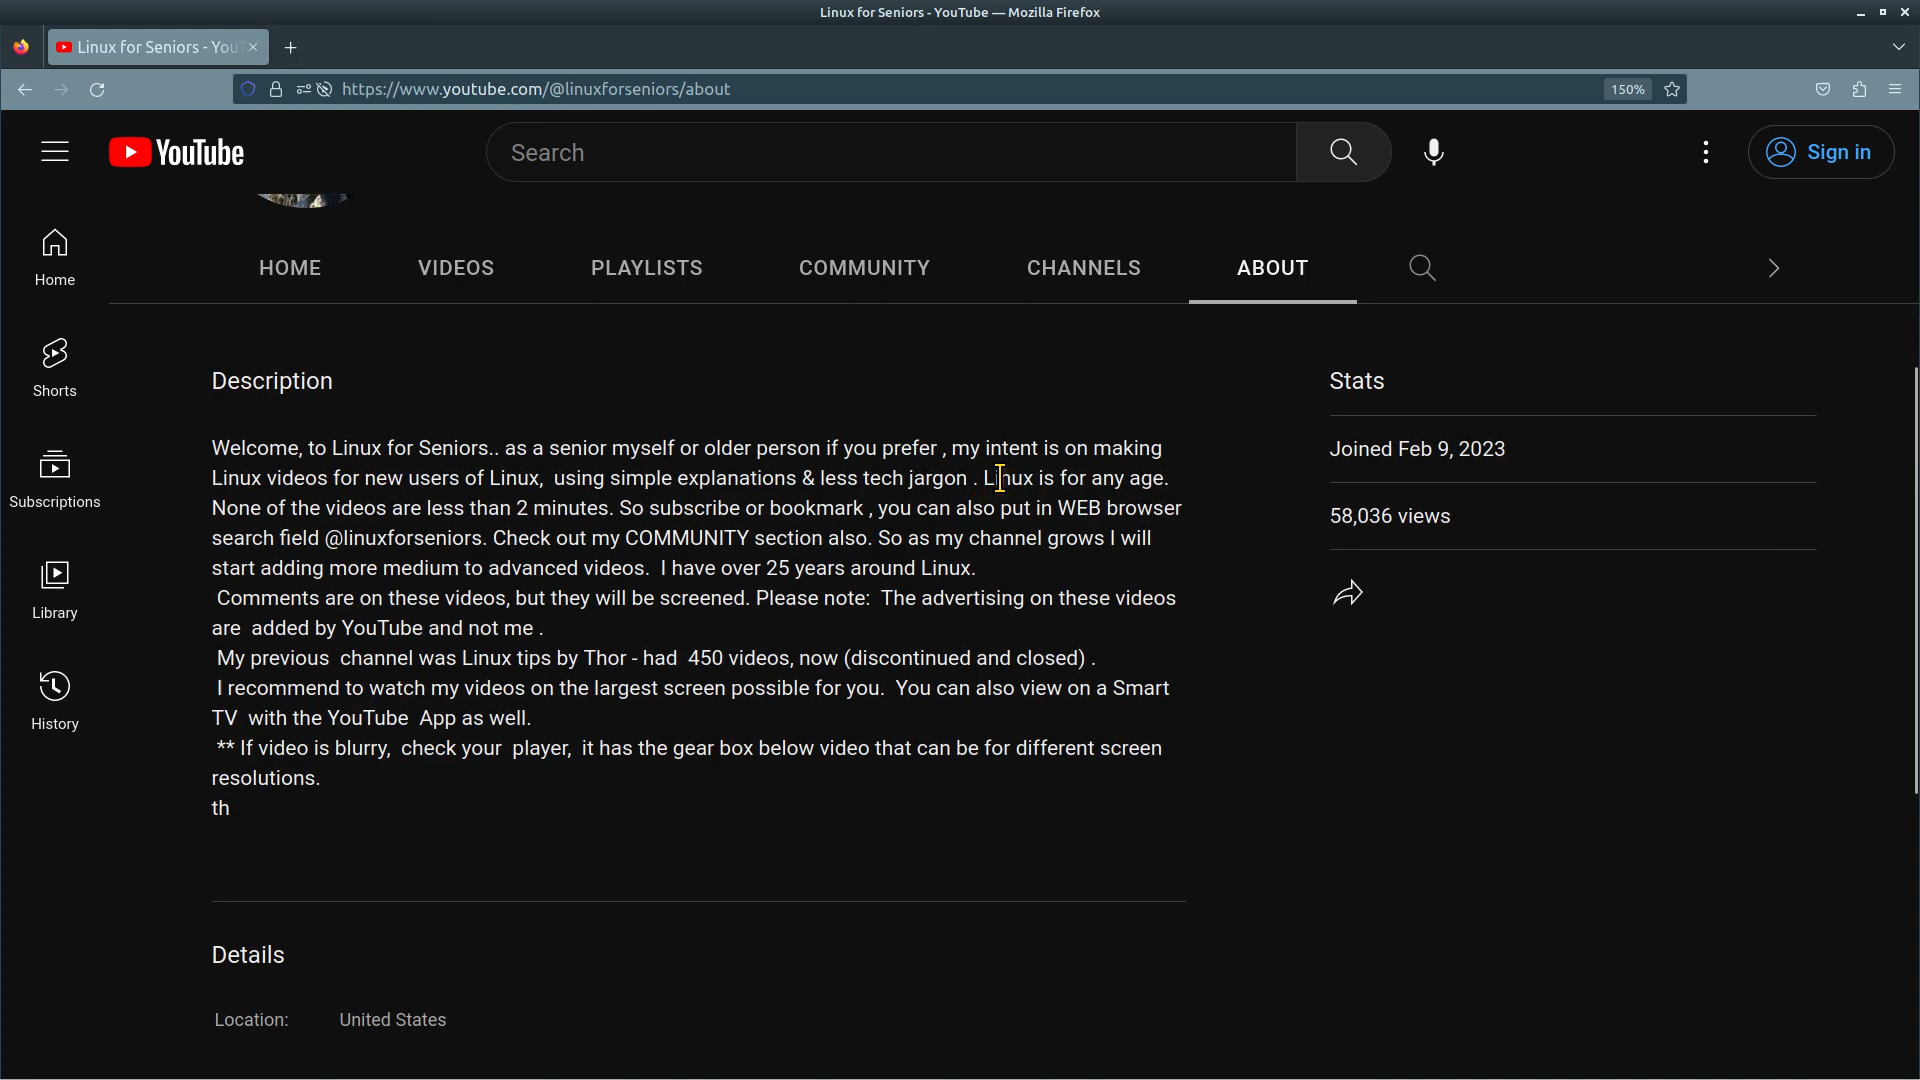 Linux for Seniors - YouTube — Mozilla Firefox
Linux for Seniors - You
https://www.youtube.com/@linuxforseniors/about
150%
YouTube
Search
Sign in
Home
Shorts
Subscriptions
Library
History
HOME
VIDEOS
PLAYLISTS
COMMUNITY
CHANNELS
ABOUT
Description
Welcome, to Linux for Seniors.. as a senior myself or older person if you prefer , my intent is on making
Linux videos for new users of Linux,  using simple explanations & less tech jargon . Linux is for any age.
None of the videos are less than 2 minutes. So subscribe or bookmark , you can also put in WEB browser
search field @linuxforseniors. Check out my COMMUNITY section also. So as my channel grows I will
start adding more medium to advanced videos.  I have over 25 years around Linux.
Comments are on these videos, but they will be screened. Please note:  The advertising on these videos
are  added by YouTube and not me .
My previous  channel was Linux tips by Thor - had  450 videos, now (discontinued and closed) .
I recommend to watch my videos on the largest screen possible for you.  You can also view on a Smart
TV  with the YouTube  App as well.
** If video is blurry,  check your  player,  it has the gear box below video that can be for different screen
resolutions.
th
Stats
Joined Feb 9, 2023
58,036 views
Details
Location:
United States